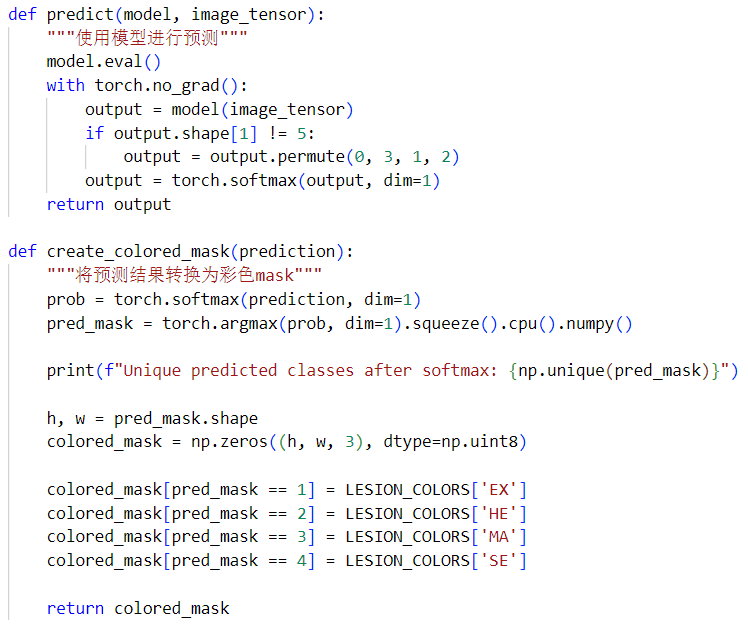 def predict(model, image_tensor):
    """使用模型进行预测"""
    model.eval()
    with torch.no_grad():
        output = model(image_tensor)
        if output.shape[1] != 5:
            output = output.permute(0, 3, 1, 2)
        output = torch.softmax(output, dim=1)
    return output

def create_colored_mask(prediction):
    """将预测结果转换为彩色mask"""
    prob = torch.softmax(prediction, dim=1)
    pred_mask = torch.argmax(prob, dim=1).squeeze().cpu().numpy()

    print(f"Unique predicted classes after softmax: {np.unique(pred_mask)}")

    h, w = pred_mask.shape
    colored_mask = np.zeros((h, w, 3), dtype=np.uint8)

    colored_mask[pred_mask == 1] = LESION_COLORS['EX']
    colored_mask[pred_mask == 2] = LESION_COLORS['HE']
    colored_mask[pred_mask == 3] = LESION_COLORS['MA']
    colored_mask[pred_mask == 4] = LESION_COLORS['SE']

    return colored_mask